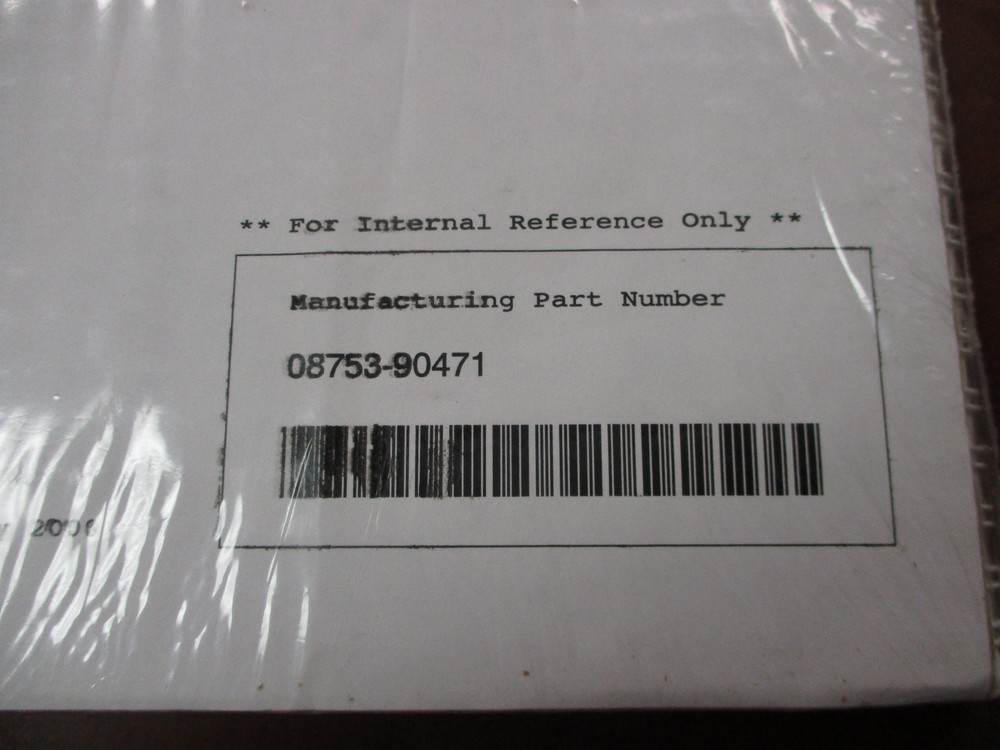 ** For Internal Reference Only **
Manufacturing Part Number
08753-90471